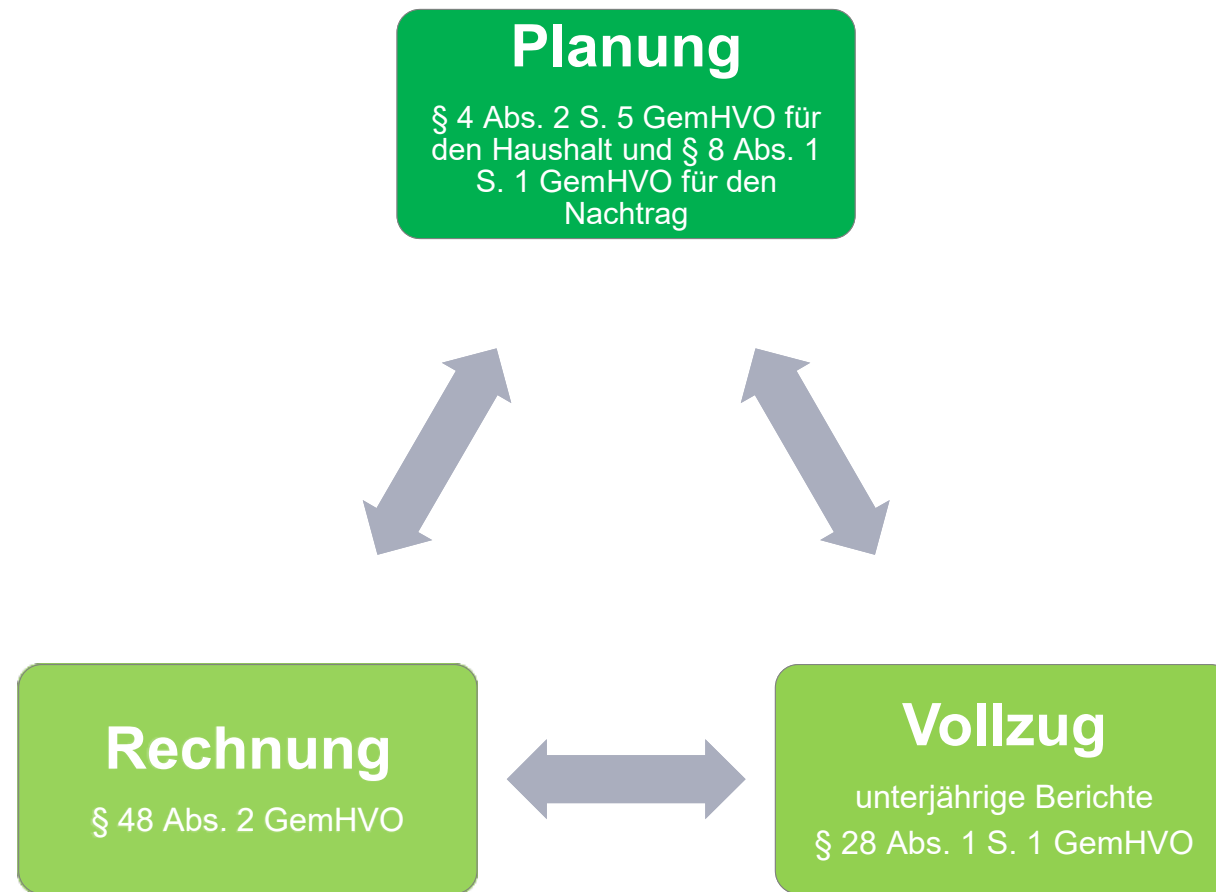 Planung
§ 4 Abs. 2 S. 5 GemHVO für
den Haushalt und § 8 Abs. 1
S. 1 GemHVO für den
Nachtrag
Rechnung
§ 48 Abs. 2 GemHVO
Vollzug
unterjährige Berichte
§ 28 Abs. 1 S. 1 GemHVO